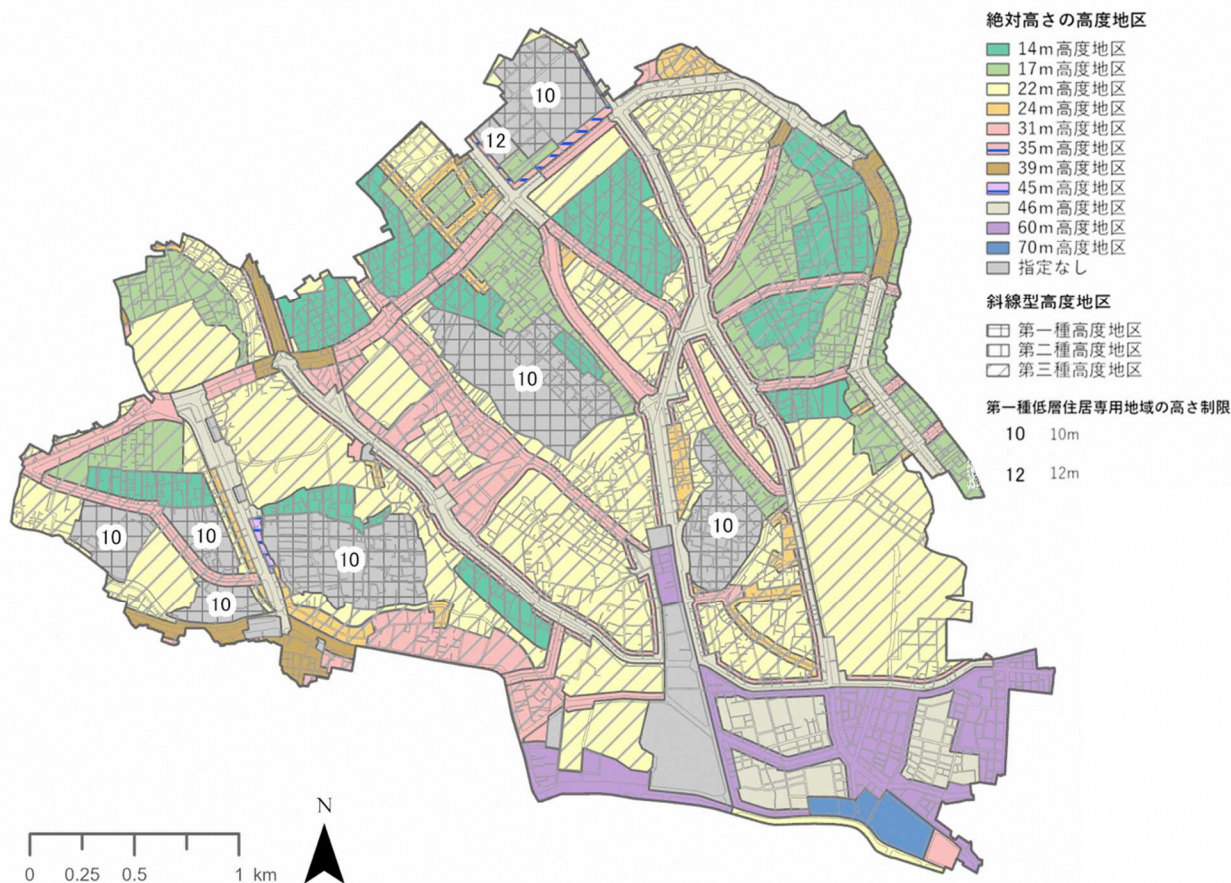 絶対高さの高度地区
14m高度地区
17m高度地区
22m高度地区
24m高度地区
31m高度地区
35m高度地区
39m高度地区
45m高度地区
46m高度地区
60m高度地区
70m高度地区
指定なし
斜線型高度地区
第一種高度地区
第二種高度地区
第三種高度地区
第一種低層住居専用地域の高さ制限
10 10m
12 12m
10
12
10
10
10
10
10
10
N
0 0.25 0.5 1 km